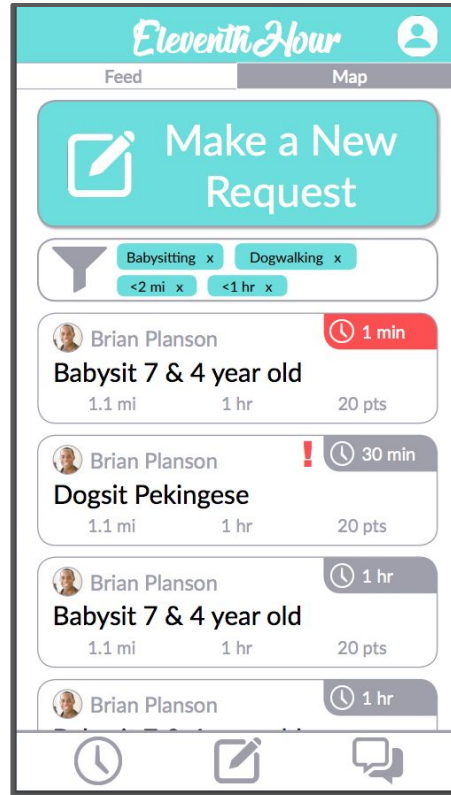 Eleventh Hour
Feed Map
Make a New
Request
Babysitting x Dogwalking x
<2 mi x <1 hr x
Brian Planson 1 min
Babysit 7 & 4 year old
1.1 mi 1 hr 20 pts
Brian Planson ! 30 min
Dogsit Pekingese
1.1 mi 1 hr 20 pts
Brian Planson 1 hr
Babysit 7 & 4 year old
1.1 mi 1 hr 20 pts
Brian Planson 1 hr